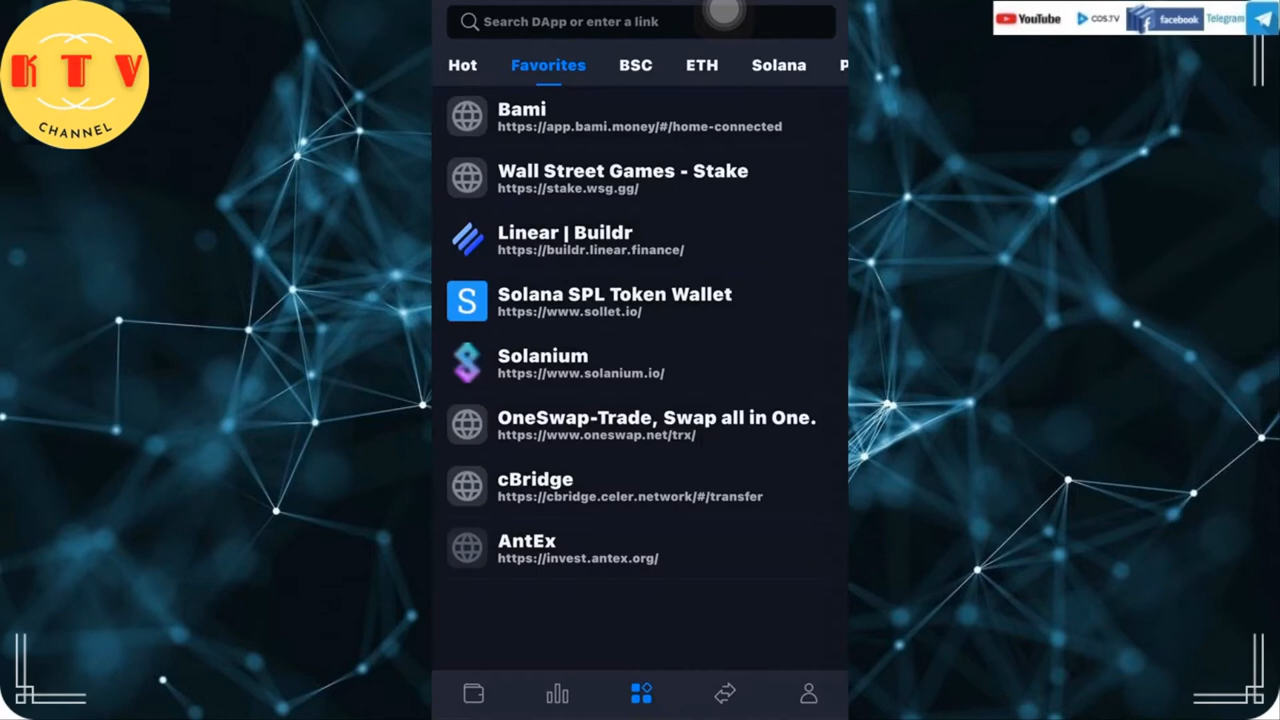 K T V
CHANNEL
YouTube
COS.TV
facebook
Telegram
Search DApp or enter a link
Hot
Favorites
BSC
ETH
Solana
P
Bami
https://app.bami.money/#/home-connected
Wall Street Games - Stake
https://stake.wsg.gg/
Linear | Buildr
https://buildr.linear.finance/
S
Solana SPL Token Wallet
https://www.sollet.io/
Solanium
https://www.solanium.io/
OneSwap-Trade, Swap all in One.
https://www.oneswap.net/trx/
cBridge
https://cbridge.celer.network/#/transfer
AntEx
https://invest.antex.org/